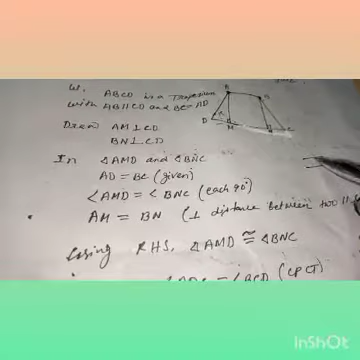 ABCD is a Trapezium
with AB||CD and BC = AD
A
B
D
M
Draw AM⊥CD
BN⊥CD
In △AMD and △BNC
AD = BC (given)
∠AMD = ∠BNC (each 90°)
AM = BN (⊥ distance between two ||
Using RHS, △AMD ≅ △BNC
= ∠BCD (CPCT)
InShOt